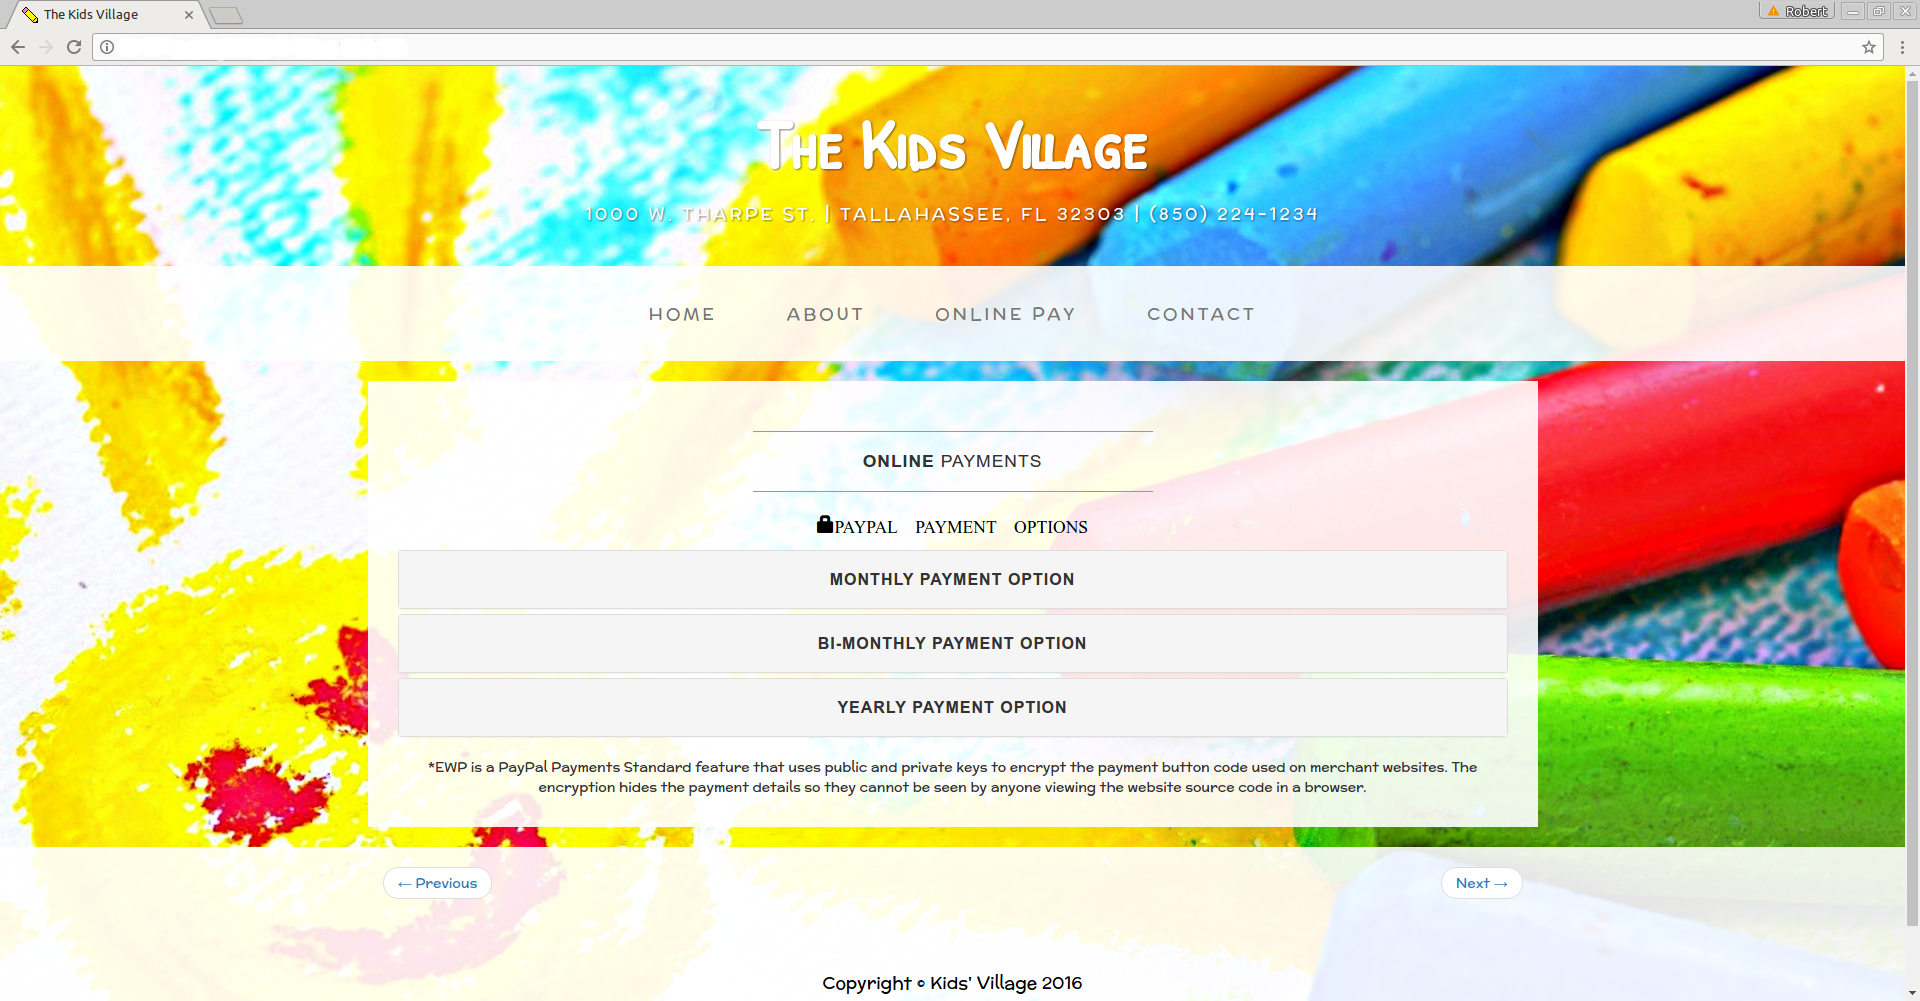 The Kids Village
Robert
The Kids Village
1000 W. THARPE ST. | TALLAHASSEE, FL 32303 | (850) 224-1234
HOME ABOUT ONLINE PAY CONTACT
ONLINE PAYMENTS
PAYPAL PAYMENT OPTIONS
MONTHLY PAYMENT OPTION
BI-MONTHLY PAYMENT OPTION
YEARLY PAYMENT OPTION
*EWP is a PayPal Payments Standard feature that uses public and private keys to encrypt the payment button code used on merchant websites. The
encryption hides the payment details so they cannot be seen by anyone viewing the website source code in a browser.
← Previous Next →
Copyright © Kids' Village 2016